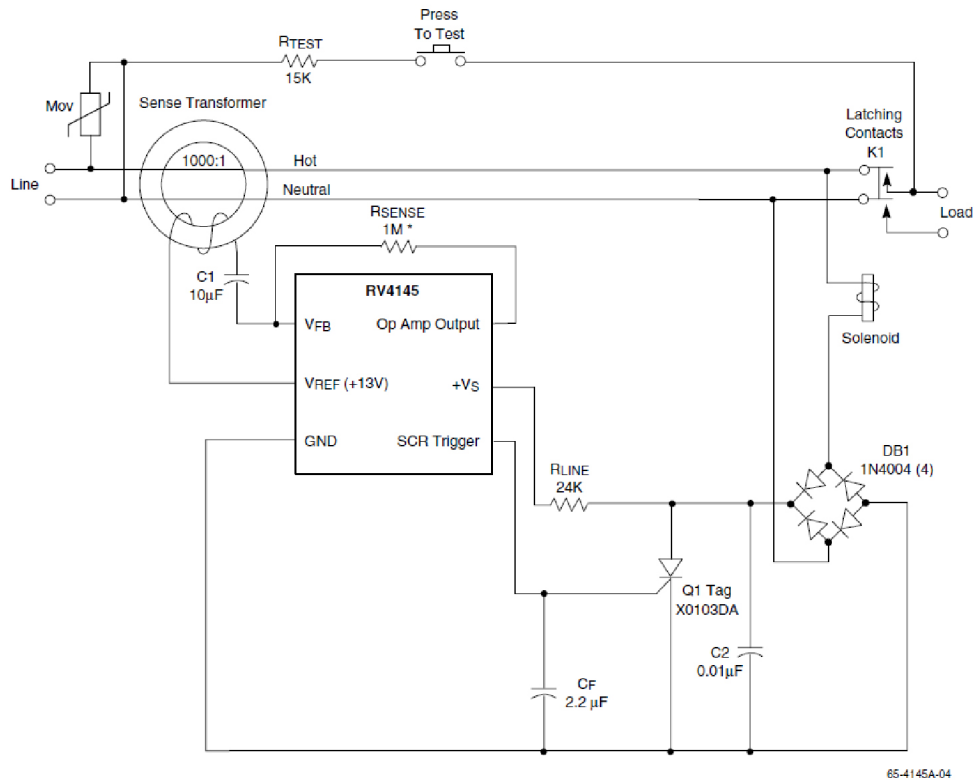 Press
To Test
RTEST
15K
Mov
Sense Transformer
Latching
Contacts
K1
1000:1
Hot
Line
Neutral
Load
RSENSE
1M *
C1
10µF
RV4145
VFB
Op Amp Output
Solenoid
VREF (+13V)
+VS
GND
SCR Trigger
DB1
1N4004 (4)
RLINE
24K
Q1 Tag
X0103DA
C2
0.01µF
CF
2.2 µF
65-4145A-04